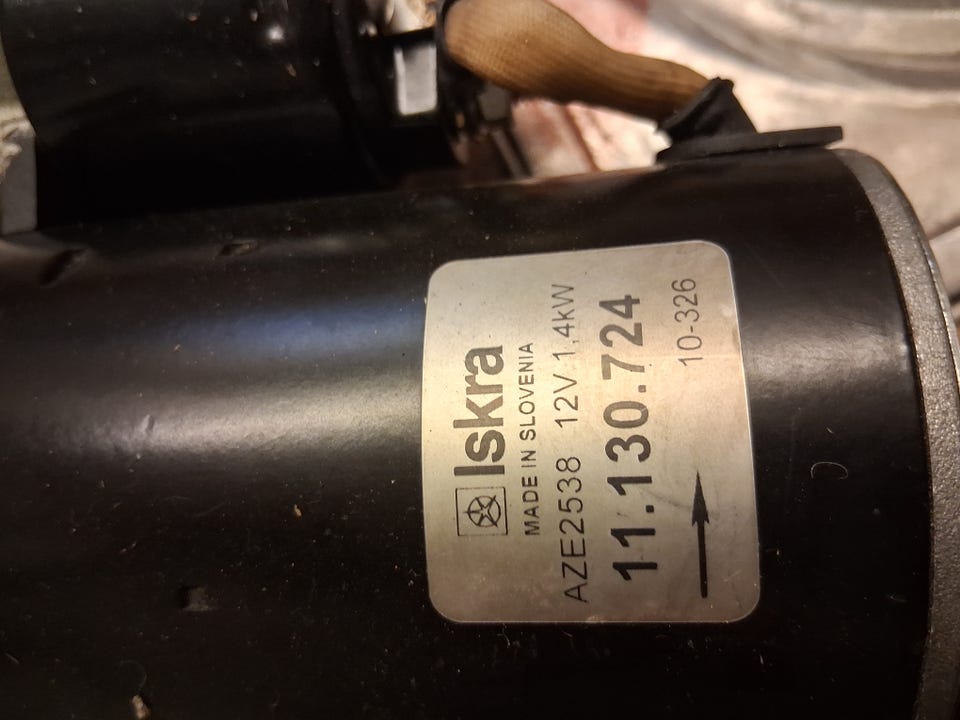 Iskra
MADE IN SLOVENIA
AZE2538 12V 1,4kW
11.130.724
10-326